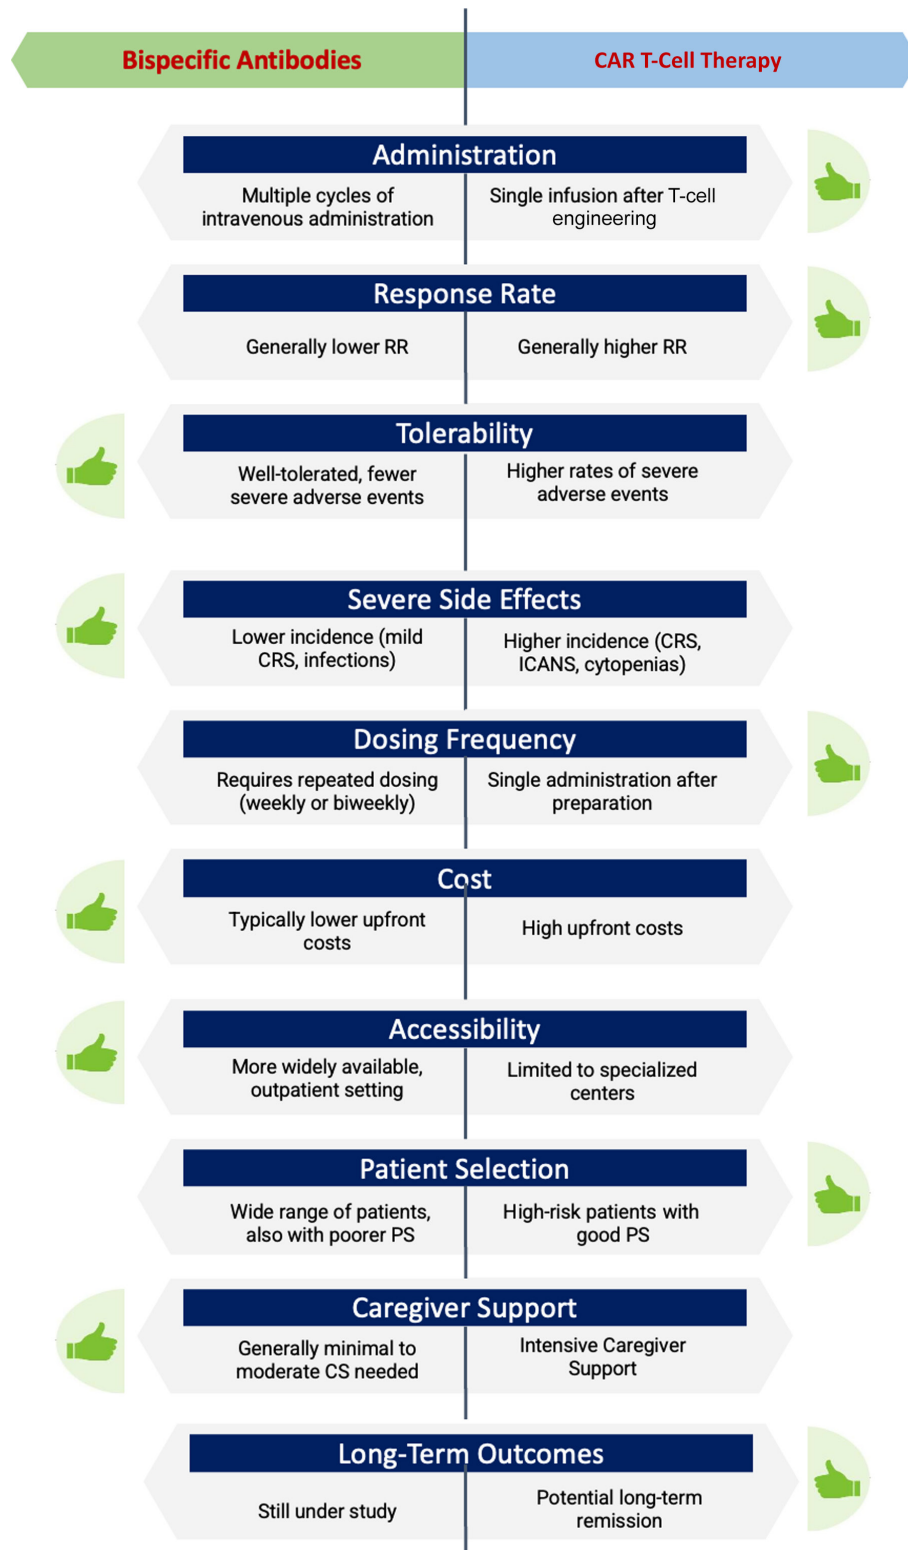 Bispecific Antibodies
CAR T-Cell Therapy
Administration
Multiple cycles of
intravenous administration
Single infusion after T-cell
engineering
Response Rate
Generally lower RR
Generally higher RR
Tolerability
Well-tolerated, fewer
severe adverse events
Higher rates of severe
adverse events
Severe Side Effects
Lower incidence (mild
CRS, infections)
Higher incidence (CRS,
ICANS, cytopenias)
Dosing Frequency
Requires repeated dosing
(weekly or biweekly)
Single administration after
preparation
Cost
Typically lower upfront
costs
High upfront costs
Accessibility
More widely available,
outpatient setting
Limited to specialized
centers
Patient Selection
Wide range of patients,
also with poorer PS
High-risk patients with
good PS
Caregiver Support
Generally minimal to
moderate CS needed
Intensive Caregiver
Support
Long-Term Outcomes
Still under study
Potential long-term
remission